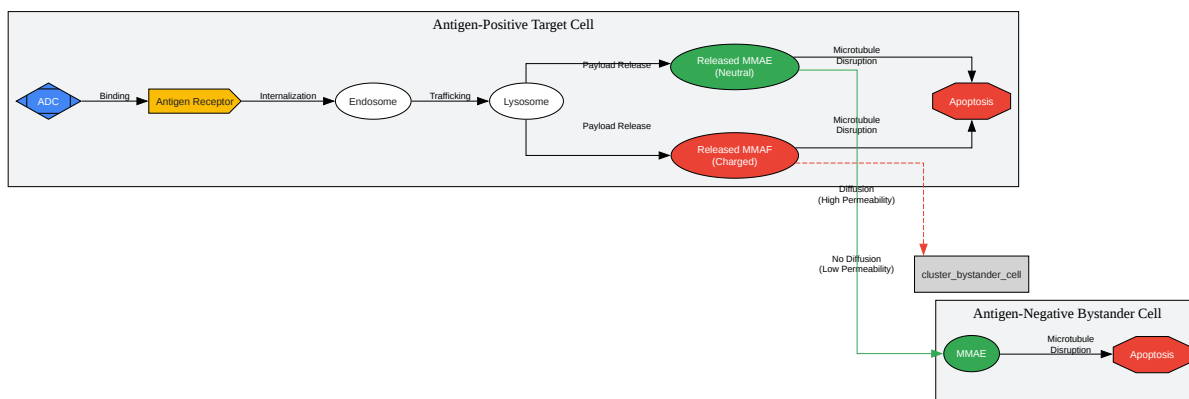 Antigen-Positive Target Cell
ADC
Binding
Antigen Receptor
Internalization
Endosome
Trafficking
Lysosome
Payload Release
Released MMAE
(Neutral)
Microtubule
Disruption
Payload Release
Released MMAF
(Charged)
Microtubule
Disruption
Apoptosis
Diffusion
(High Permeability)
No Diffusion
(Low Permeability)
cluster_bystander_cell
Antigen-Negative Bystander Cell
MMAE
Microtubule
Disruption
Apoptosis